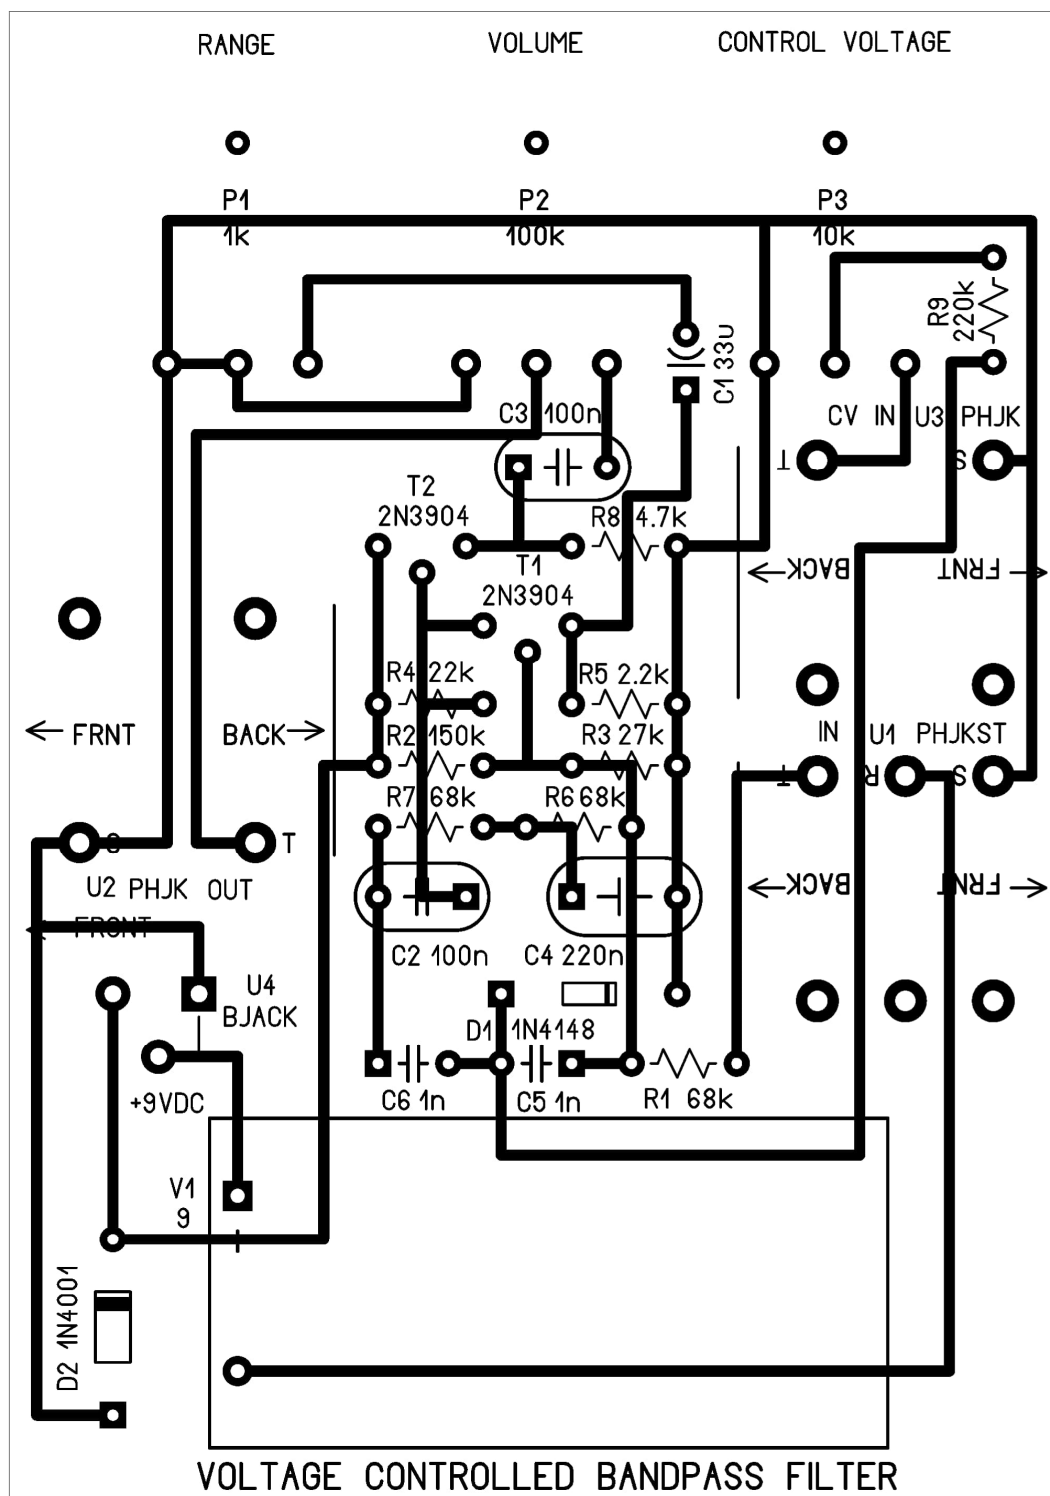 RANGE VOLUME CONTROL VOLTAGE
P1 P2 P3
1k 100k 10k
R9
220k
C1 33u
C3 100n
CV IN U3 PHJK
T S
T2
2N3904
R8 4.7k
T1
2N3904
BACK FRNT
R4 22k
R5 2.2k
FRNT BACK
R2 150k
R3 27k
IN U1 PHJKST
T R S
R7 68k
R6 68k
S T
U2 PHJK OUT
BACK FRNT
FRONT
C2 100n
C4 220n
U4
BJACK
D1 1N4148
+9VDC
C6 1n
C5 1n
R1 68k
V1
9
D2 1N4001
VOLTAGE CONTROLLED BANDPASS FILTER